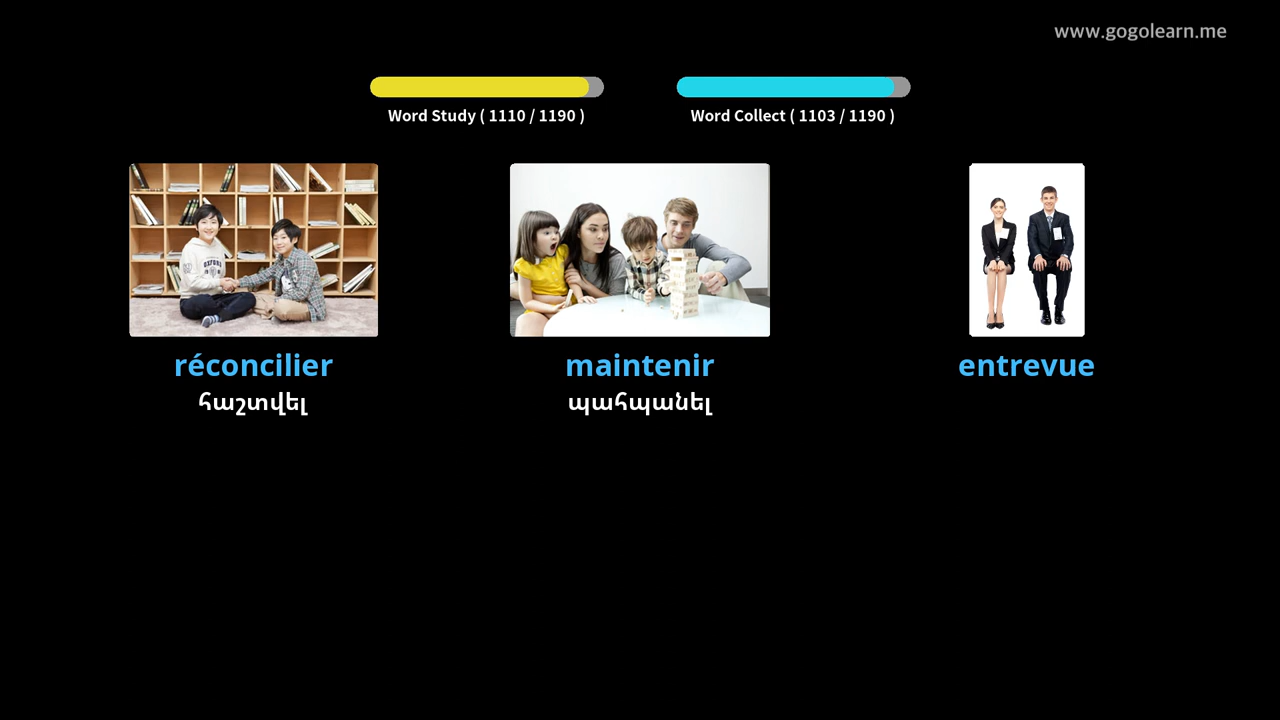 www.gogolearn.me
Word Study ( 1110 / 1190 )
Word Collect ( 1103 / 1190 )
réconcilier
հաշտվել
maintenir
պահպանել
entrevue